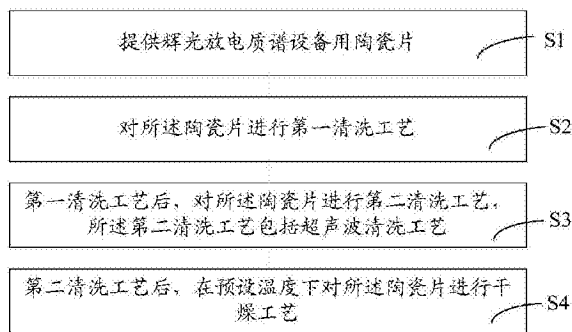 提供辉光放电质谱设备用陶瓷片
S1
对所述陶瓷片进行第一清洗工艺
S2
第一清洗工艺后、对所述陶瓷片进行第二清洗工艺,
所述第二清洗工艺包括超声波清洗工艺
S3
第二清洗工艺后、在预设温度下对所述陶瓷片进行干
燥工艺
S4